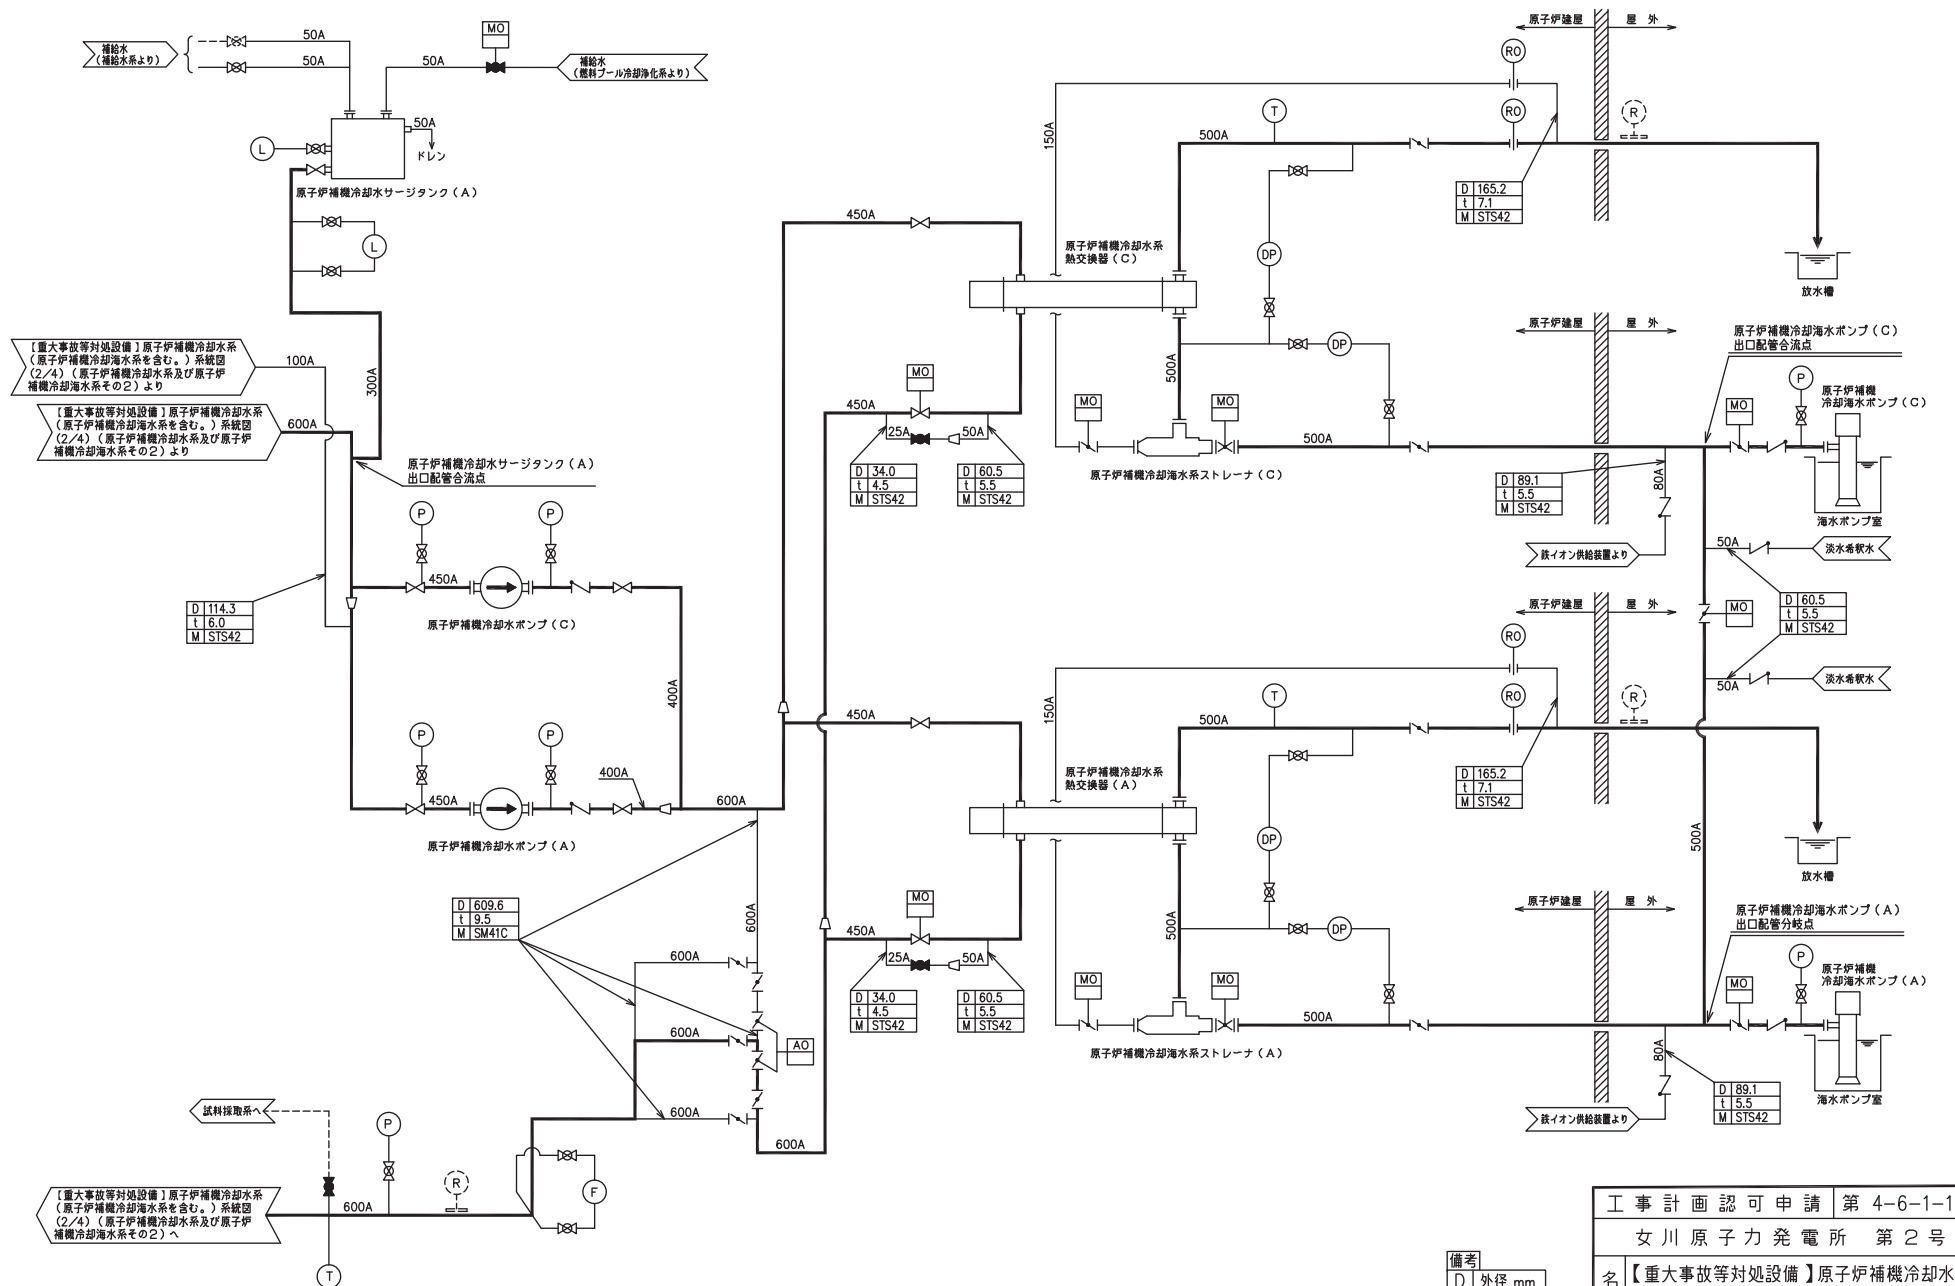 補給水
(補給水系より)
50A
50A
50A
MO
補給水
(燃料プール冷却浄化系より)
L
50A
ドレン
原子炉補機冷却水サージタンク(A)
L
300A
【重大事故等対処設備】原子炉補機冷却水系
(原子炉補機冷却海水系を含む。)系統図
(2/4)(原子炉補機冷却水系及び原子炉
補機冷却海水系その2)より
100A
【重大事故等対処設備】原子炉補機冷却水系
(原子炉補機冷却海水系を含む。)系統図
(2/4)(原子炉補機冷却水系及び原子炉
補機冷却海水系その2)より
600A
原子炉補機冷却水サージタンク(A)
出口配管合流点
P
P
450A
原子炉補機冷却水ポンプ(C)
D 114.3
t 6.0
M STS42
400A
P
P
450A
400A
600A
原子炉補機冷却水ポンプ(A)
D 609.6
t 9.5
M SM41C
600A
600A
600A
AO
600A
600A
試料採取系へ
P
R
F
T
600A
【重大事故等対処設備】原子炉補機冷却水系
(原子炉補機冷却海水系を含む。)系統図
(2/4)(原子炉補機冷却水系及び原子炉
補機冷却海水系その2)へ
450A
MO
450A
25A
50A
D 34.0
t 4.5
M STS42
D 60.5
t 5.5
M STS42
原子炉補機冷却水系
熱交換器(C)
150A
500A
T
RO
RO
D 165.2
t 7.1
M STS42
原子炉建屋
屋 外
R
放水槽
DP
DP
500A
MO
MO
500A
原子炉補機冷却海水系ストレーナ(C)
原子炉建屋
屋 外
原子炉補機冷却海水ポンプ(C)
出口配管合流点
MO
P
原子炉補機
冷却海水ポンプ(C)
海水ポンプ室
D 89.1
t 5.5
M STS42
80A
鉄イオン供給装置より
50A
淡水希釈水
D 60.5
t 5.5
M STS42
MO
50A
淡水希釈水
500A
450A
MO
450A
25A
50A
D 34.0
t 4.5
M STS42
D 60.5
t 5.5
M STS42
原子炉補機冷却水系
熱交換器(A)
150A
500A
T
RO
RO
D 165.2
t 7.1
M STS42
原子炉建屋
屋 外
R
放水槽
DP
DP
500A
MO
MO
500A
原子炉補機冷却海水系ストレーナ(A)
原子炉建屋
屋 外
原子炉補機冷却海水ポンプ(A)
出口配管分岐点
MO
P
原子炉補機
冷却海水ポンプ(A)
海水ポンプ室
80A
D 89.1
t 5.5
M STS42
鉄イオン供給装置より
備考
D 外径 mm
工事計画認可申請 第 4-6-1-1
女川原子力発電所 第2号
名 【重大事故等対処設備】原子炉補機冷却水